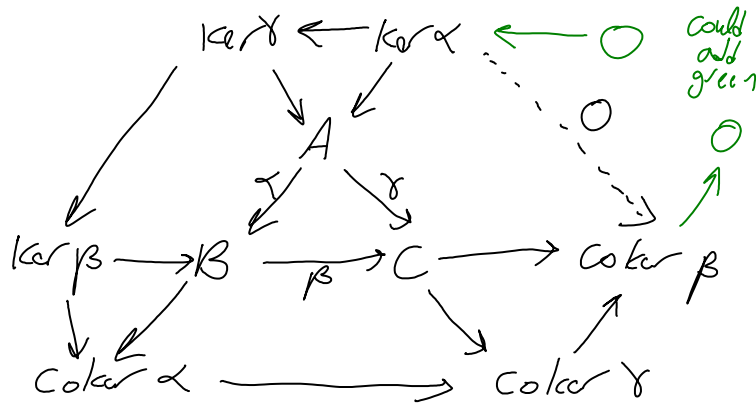 ker γ ker α 0 could
add
green
0 0
A
α γ
ker β B β C coker β
coker α coker γ